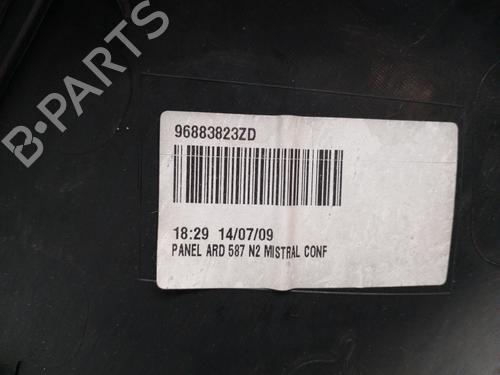 B-PARTS
96883823ZD
18:29 14/07/09
PANEL ARD 587 N2 MISTRAL CONF